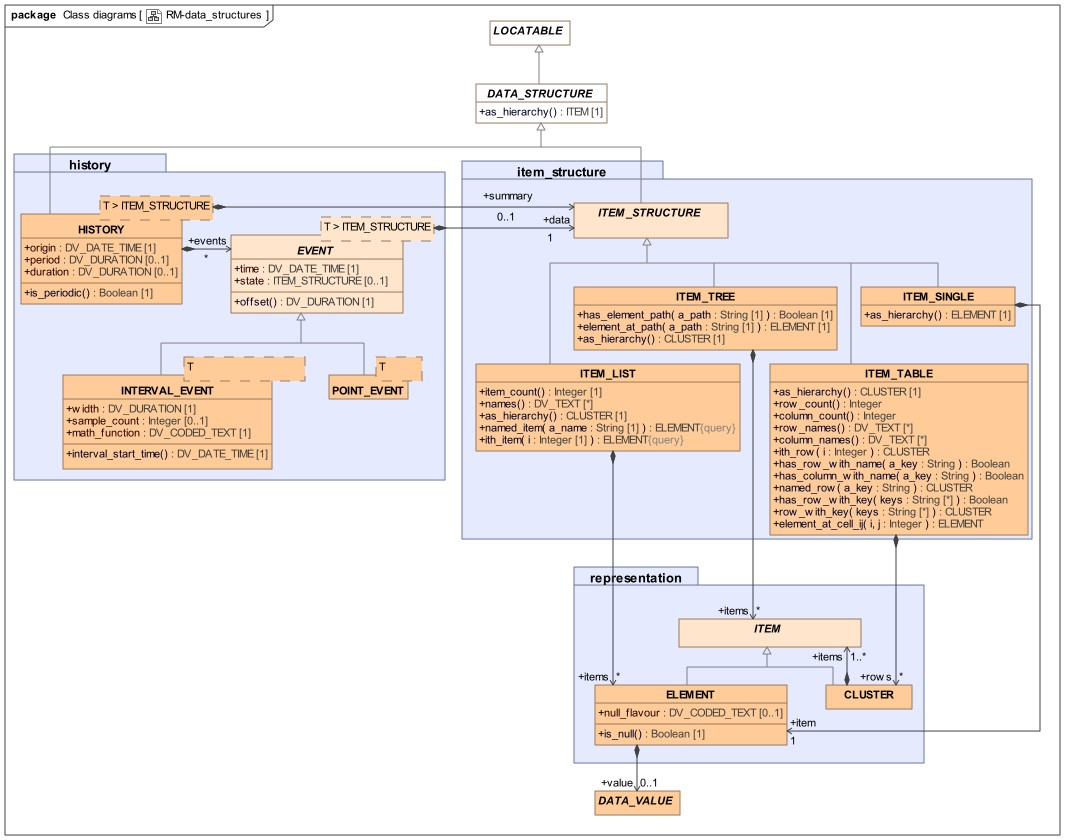 package Class diagrams [ RM-data_structures ]
LOCATABLE
DATA_STRUCTURE
+as_hierarchy() : ITEM [1]
history
T > ITEM_STRUCTURE
HISTORY
+origin : DV_DATE_TIME [1]
+period : DV_DURATION [0..1]
+duration : DV_DURATION [0..1]
+is_periodic() : Boolean [1]
+events
*
T > ITEM_STRUCTURE
EVENT
+time : DV_DATE_TIME [1]
+state : ITEM_STRUCTURE [0..1]
+offset() : DV_DURATION [1]
T
INTERVAL_EVENT
+width : DV_DURATION [1]
+sample_count : Integer [0..1]
+math_function : DV_CODED_TEXT [1]
+interval_start_time() : DV_DATE_TIME [1]
T
POINT_EVENT
item_structure
+summary
0..1
+data
1
ITEM_STRUCTURE
ITEM_TREE
+has_element_path( a_path : String [1] ) : Boolean [1]
+element_at_path( a_path : String [1] ) : ELEMENT [1]
+as_hierarchy() : CLUSTER [1]
ITEM_SINGLE
+as_hierarchy() : ELEMENT [1]
ITEM_LIST
+item_count() : Integer [1]
+names() : DV_TEXT [*]
+as_hierarchy() : CLUSTER [1]
+named_item( a_name : String [1] ) : ELEMENT{query}
+ith_item( i : Integer [1] ) : ELEMENT{query}
ITEM_TABLE
+as_hierarchy() : CLUSTER [1]
+row_count() : Integer
+column_count() : Integer
+row_names() : DV_TEXT [*]
+column_names() : DV_TEXT [*]
+ith_row( i : Integer ) : CLUSTER
+has_row_with_name( a_key : String ) : Boolean
+has_column_with_name( a_key : String ) : Boolean
+named_row( a_key : String ) : CLUSTER
+has_row_with_key( keys : String [*] ) : Boolean
+row_with_key( keys : String [*] ) : CLUSTER
+element_at_cell_ij( i, j : Integer ) : ELEMENT
representation
+items *
ITEM
+items 1..*
+items *
+rows *
ELEMENT
+null_flavour : DV_CODED_TEXT [0..1]
+is_null() : Boolean [1]
CLUSTER
+item
1
+value 0..1
DATA_VALUE